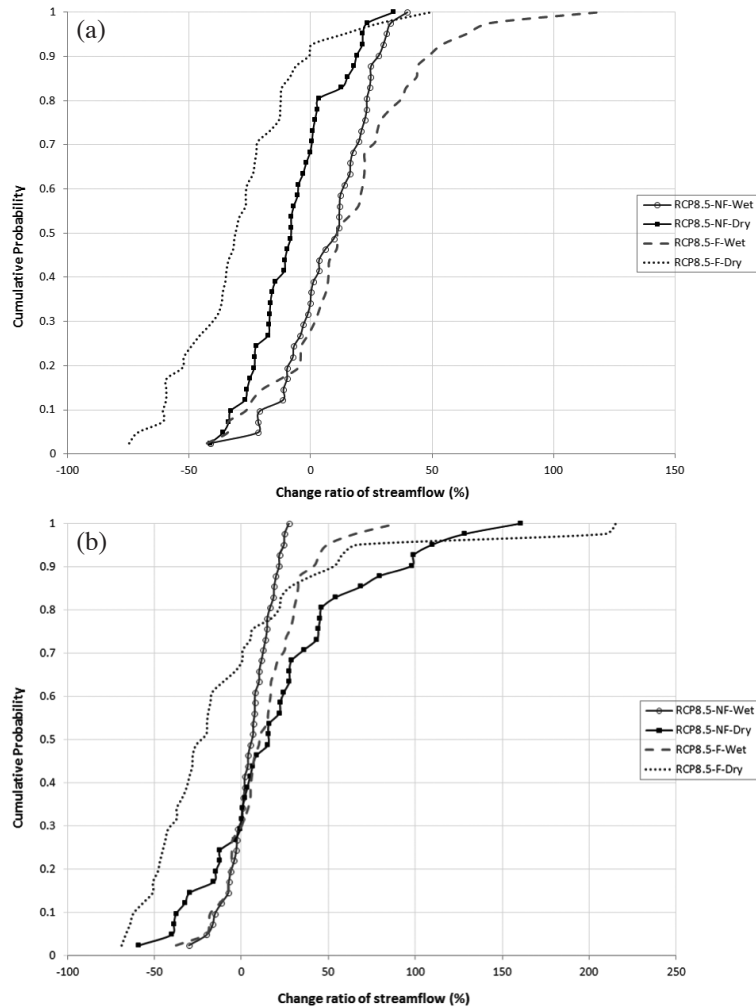 (a)
1
0.9
0.8
0.7
0.6
0.5
0.4
0.3
0.2
0.1
0
Cumulative Probability
-100 -50 0 50 100 150
Change ratio of streamflow (%)
RCP8.5-NF-Wet
RCP8.5-NF-Dry
RCP8.5-F-Wet
RCP8.5-F-Dry
(b)
1
0.9
0.8
0.7
0.6
0.5
0.4
0.3
0.2
0.1
0
Cumulative Probability
-100 -50 0 50 100 150 200 250
Change ratio of streamflow (%)
RCP8.5-NF-Wet
RCP8.5-NF-Dry
RCP8.5-F-Wet
RCP8.5-F-Dry